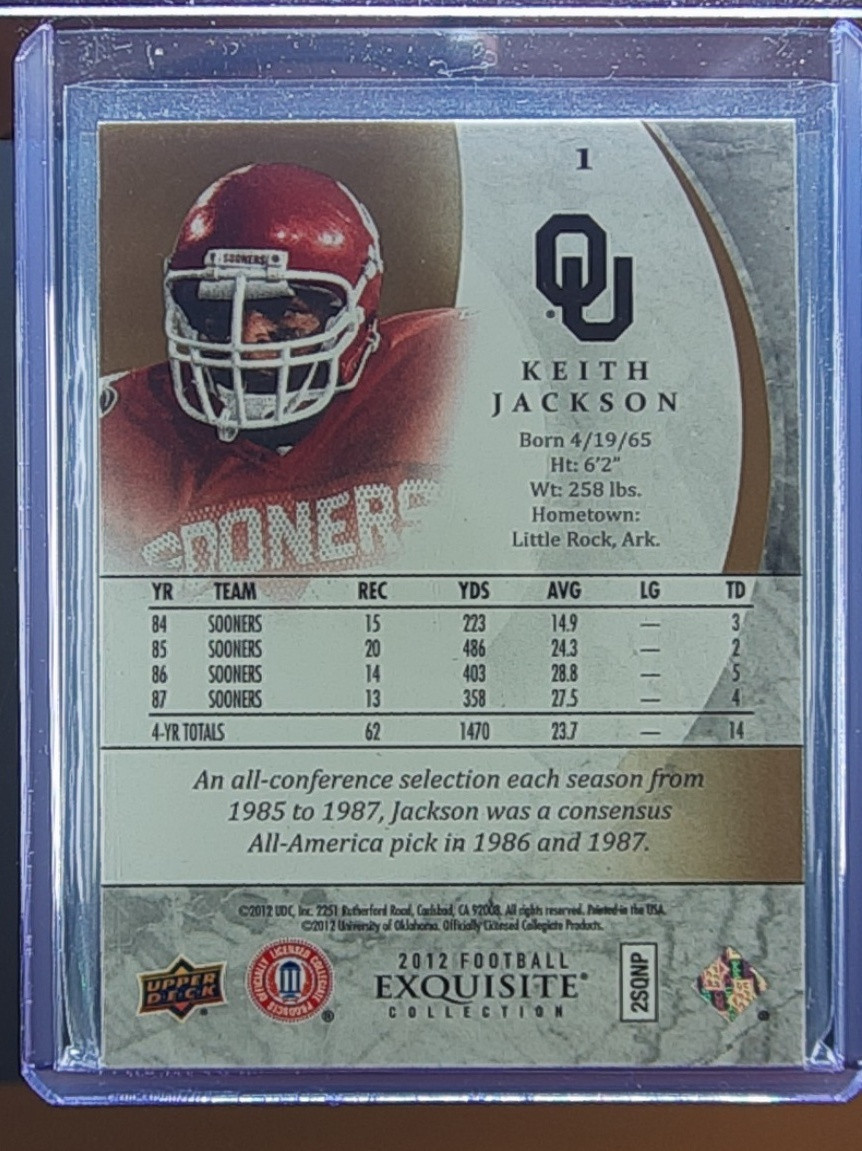 1
SOONERS
OU
KEITH
JACKSON
Born 4/19/65
Ht: 6'2"
Wt: 258 lbs.
Hometown:
Little Rock, Ark.
SOONERS
YR TEAM REC YDS AVG LG TD
84 SOONERS 15 223 14.9 — 3
85 SOONERS 20 486 24.3 — 2
86 SOONERS 14 403 28.8 — 5
87 SOONERS 13 358 27.5 — 4
4-YR TOTALS 62 1470 23.7 — 14
An all-conference selection each season from
1985 to 1987, Jackson was a consensus
All-America pick in 1986 and 1987.
©2012 UDC, Inc. 2251 Rutherford Road, Carlsbad, CA 92008. All rights reserved. Printed in the USA.
©2012 University of Oklahoma. Officially Licensed Collegiate Products.
UPPER
DECK
OFFICIALLY LICENSED COLLEGIATE PRODUCTS
®
2012 FOOTBALL
EXQUISITE®
COLLECTION
2SQNP